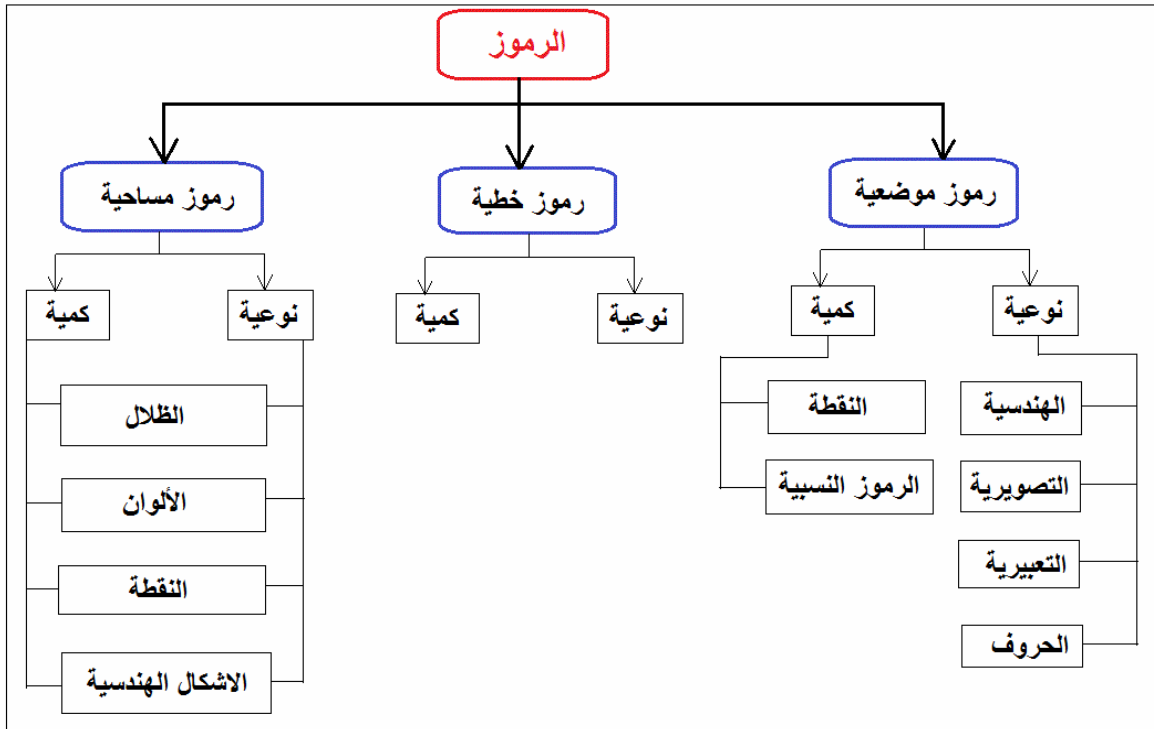 الرموز
رموز موضعية
رموز خطية
رموز مساحية
نوعية
كمية
نوعية
كمية
نوعية
كمية
الهندسية
التصويرية
التعبيرية
الحروف
النقطة
الرموز النسبية
الظلال
الألوان
النقطة
الاشكال الهندسية